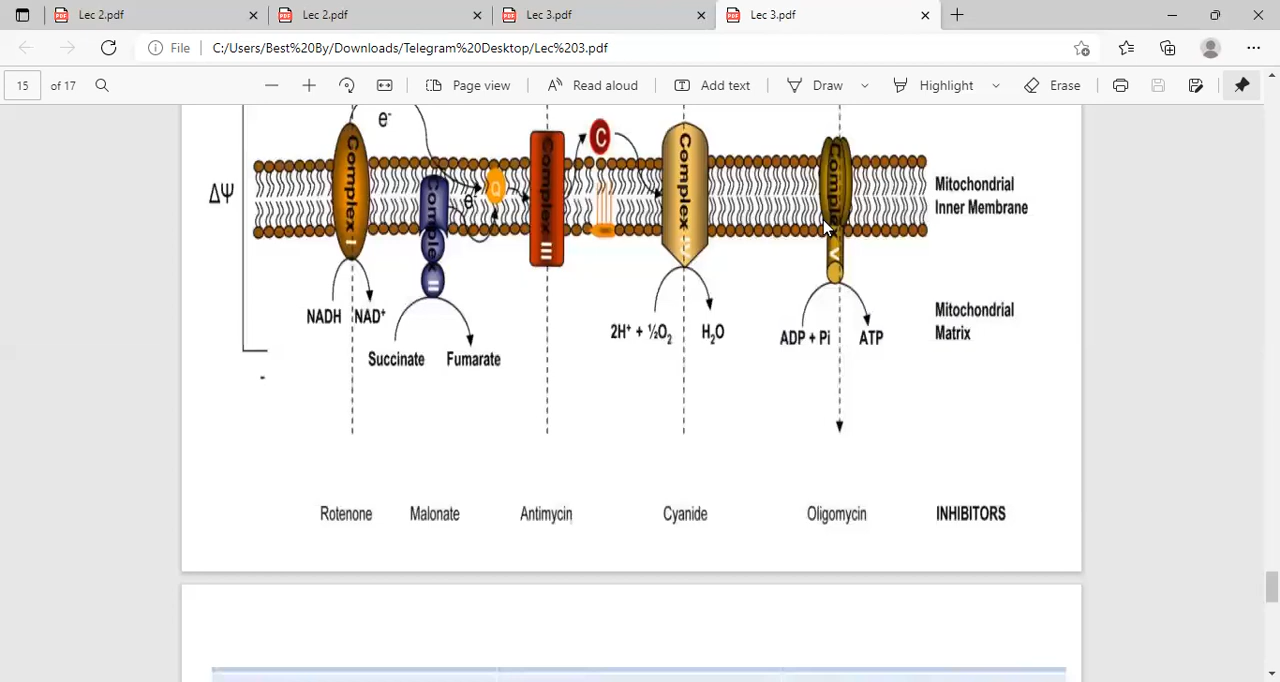 Lec 2.pdf Lec 2.pdf Lec 3.pdf Lec 3.pdf
File C:/Users/Best%20By/Downloads/Telegram%20Desktop/Lec%203.pdf
15 of 17 Page view Read aloud Add text Draw Highlight Erase
e-
C
Complex I
Complex II
Q
e-
Complex III
Complex
Complex V
ΔΨ
Mitochondrial
Inner Membrane
NADH NAD+
Succinate Fumarate
2H+ + ½O2 H2O
ADP + Pi ATP
Mitochondrial
Matrix
Rotenone Malonate Antimycin Cyanide Oligomycin INHIBITORS